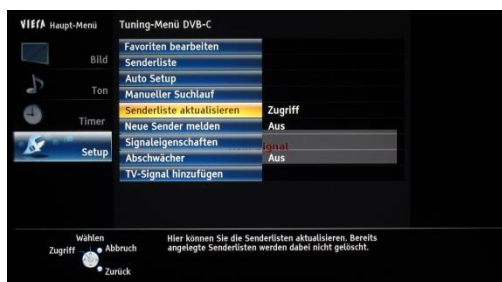 VIERA Haupt-Menü
Tuning-Menü DVB-C
Bild
Ton
Timer
Setup
Favoriten bearbeiten
Senderliste
Auto Setup
Manueller Suchlauf
Senderliste aktualisieren Zugriff
Neue Sender melden Aus
Signaleigenschaften
Abschwächer Aus
TV-Signal hinzufügen
Wählen
Zugriff
Abbruch
Zurück
Hier können Sie die Senderlisten aktualisieren. Bereits
angelegte Senderlisten werden dabei nicht gelöscht.